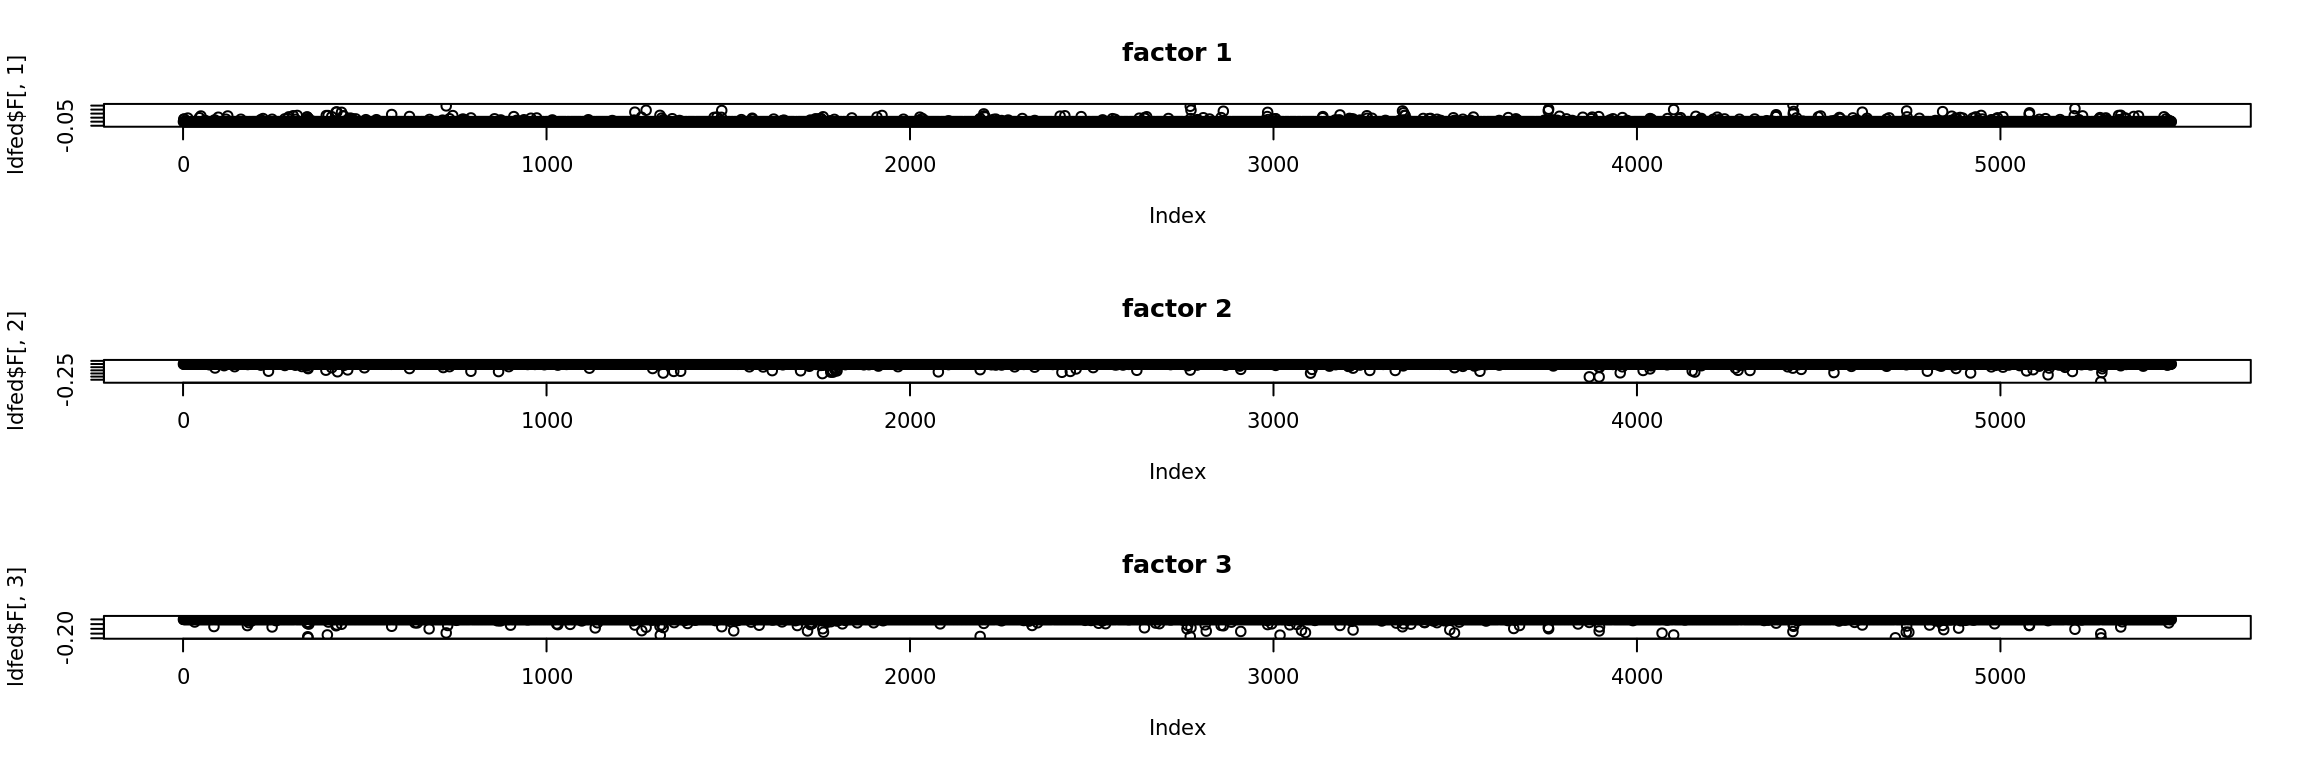 factor 1
ldfed$F[, 1]
-0.05
0 1000 2000 3000 4000 5000
Index
factor 2
ldfed$F[, 2]
-0.25
0 1000 2000 3000 4000 5000
Index
factor 3
ldfed$F[, 3]
-0.20
0 1000 2000 3000 4000 5000
Index